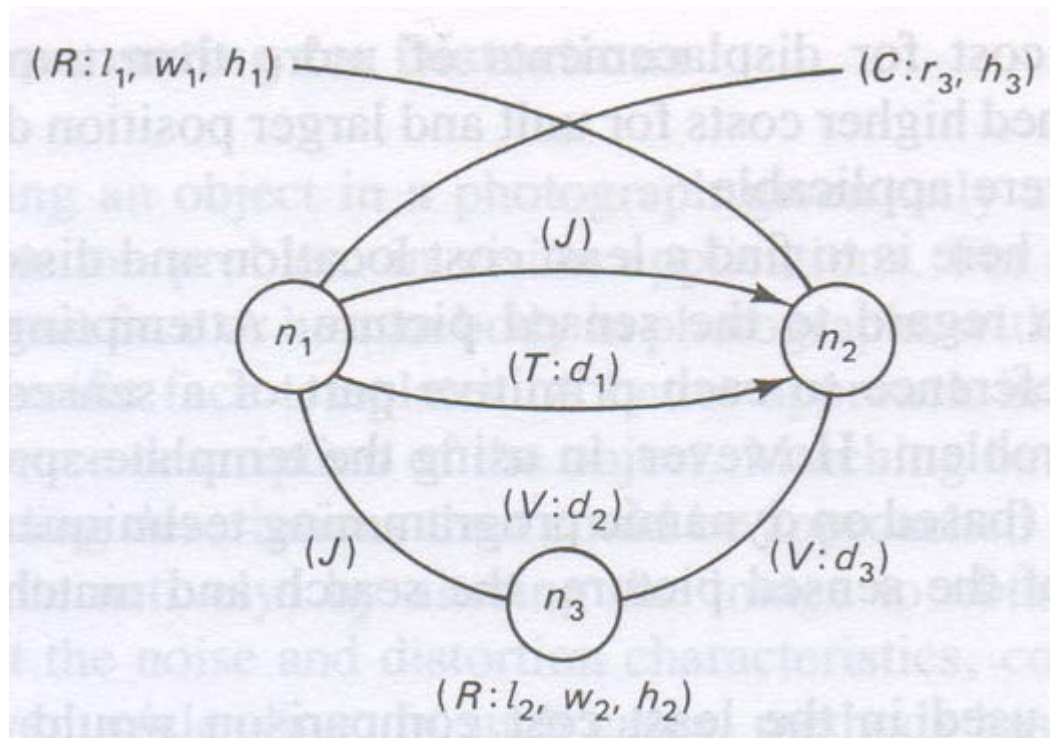 (R:l₁, w₁, h₁)
(C:r₃, h₃)
(J)
n₁
n₂
(T:d₁)
(V:d₂)
(J)
(V:d₃)
n₃
(R:l₂, w₂, h₂)